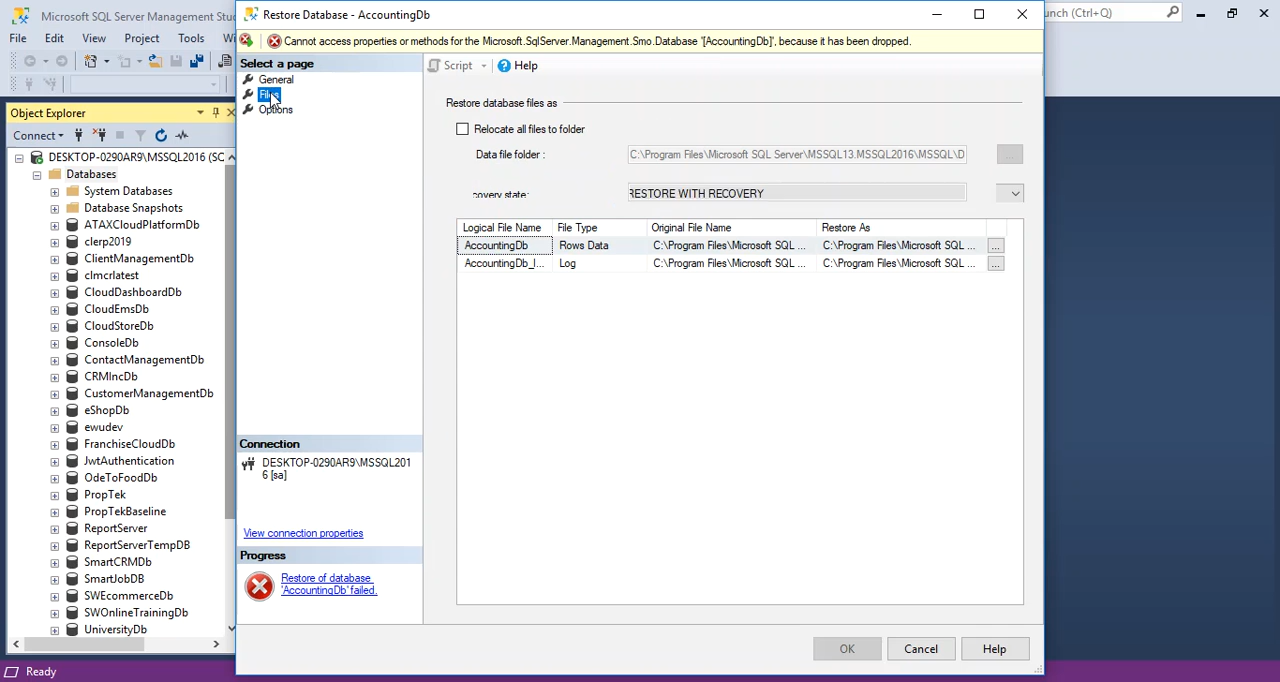 Microsoft SQL Server Management Stu
Restore Database - AccountingDb
unch (Ctrl+Q)
File Edit View Project Tools Wi
Cannot access properties or methods for the Microsoft.SqlServer.Management.Smo.Database '[AccountingDb]', because it has been dropped.
Select a page
General
Files
Options
Script Help
Restore database files as
Relocate all files to folder
Data file folder : C:\Program Files\Microsoft SQL Server\MSSQL13.MSSQL2016\MSSQL\D ...
covery state: RESTORE WITH RECOVERY
Logical File Name File Type Original File Name Restore As
AccountingDb Rows Data C:\Program Files\Microsoft SQL ... C:\Program Files\Microsoft SQL ... ...
AccountingDb_l... Log C:\Program Files\Microsoft SQL ... C:\Program Files\Microsoft SQL ... ...
Object Explorer
Connect
DESKTOP-0290AR9\MSSQL2016 (SC
Databases
System Databases
Database Snapshots
ATAXCloudPlatformDb
clerp2019
ClientManagementDb
clmcrlatest
CloudDashboardDb
CloudEmsDb
CloudStoreDb
ConsoleDb
ContactManagementDb
CRMIncDb
CustomerManagementDb
eShopDb
ewudev
FranchiseCloudDb
JwtAuthentication
OdeToFoodDb
PropTek
PropTekBaseline
ReportServer
ReportServerTempDB
SmartCRMDb
SmartJobDB
SWEcommerceDb
SWOnlineTrainingDb
UniversityDb
Connection
DESKTOP-0290AR9\MSSQL201
6 [sa]
View connection properties
Progress
Restore of database
'AccountingDb' failed.
OK Cancel Help
Ready